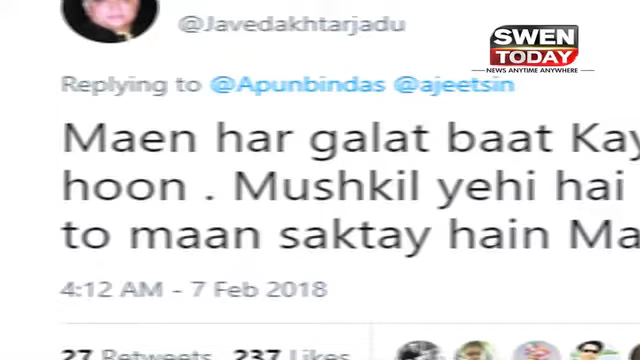 @Javedakhtarjadu
SWEN
TODAY
NEWS ANYTIME ANYWHERE
Replying to @Apunbindas @ajeetsin
Maen har galat baat Kay
hoon . Mushkil yehi hai
to maan saktay hain Ma
4:12 AM - 7 Feb 2018
27 Retweets 237 Likes